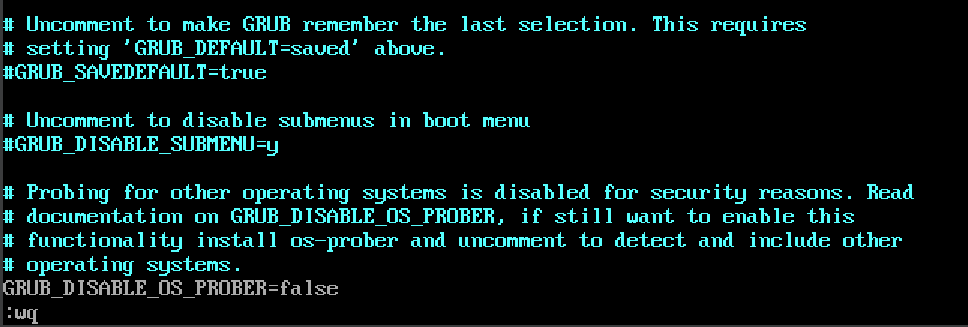 # Uncomment to make GRUB remember the last selection. This requires
# setting 'GRUB_DEFAULT=saved' above.
#GRUB_SAVEDEFAULT=true
# Uncomment to disable submenus in boot menu
#GRUB_DISABLE_SUBMENU=y
# Probing for other operating systems is disabled for security reasons. Read
# documentation on GRUB_DISABLE_OS_PROBER, if still want to enable this
# functionality install os-prober and uncomment to detect and include other
# operating systems.
GRUB_DISABLE_OS_PROBER=false
:wq